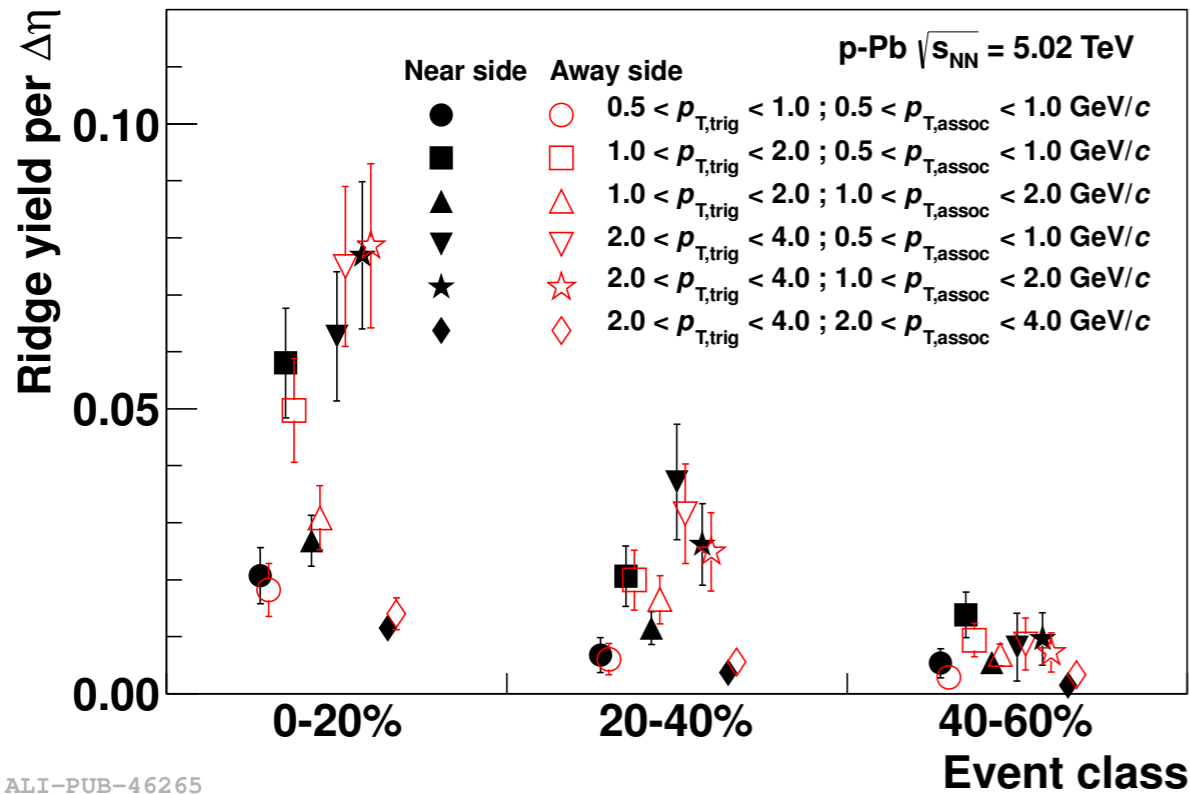 Ridge yield per Δη
p-Pb √sNN = 5.02 TeV
Near side Away side
0.5 < pT,trig < 1.0 ; 0.5 < pT,assoc < 1.0 GeV/c
1.0 < pT,trig < 2.0 ; 0.5 < pT,assoc < 1.0 GeV/c
1.0 < pT,trig < 2.0 ; 1.0 < pT,assoc < 2.0 GeV/c
2.0 < pT,trig < 4.0 ; 0.5 < pT,assoc < 1.0 GeV/c
2.0 < pT,trig < 4.0 ; 1.0 < pT,assoc < 2.0 GeV/c
2.0 < pT,trig < 4.0 ; 2.0 < pT,assoc < 4.0 GeV/c
0.10
0.05
0.00
0-20% 20-40% 40-60%
Event class
ALI-PUB-46265